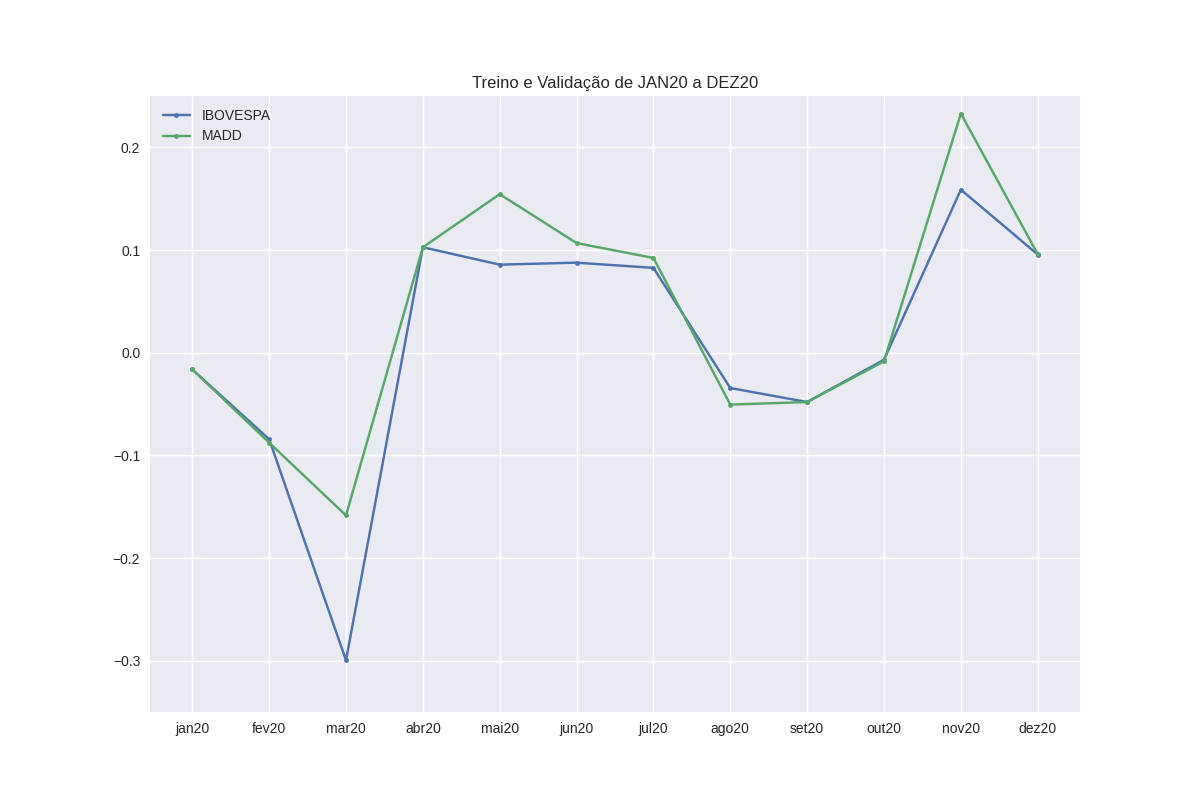 Treino e Validação de JAN20 a DEZ20
IBOVESPA
MADD
0.2
0.1
0.0
−0.1
−0.2
−0.3
jan20 fev20 mar20 abr20 mai20 jun20 jul20 ago20 set20 out20 nov20 dez20